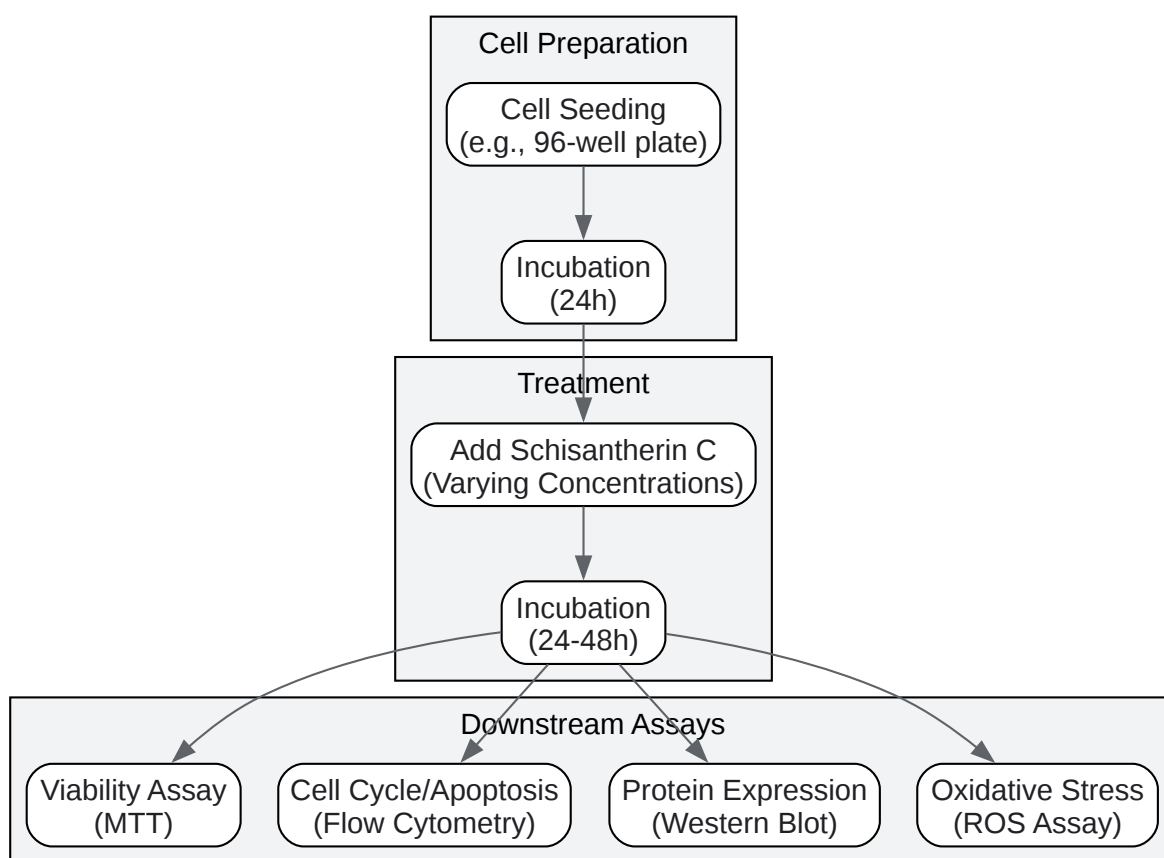 Cell Preparation
Cell Seeding
(e.g., 96-well plate)
Incubation
(24h)
Treatment
Add Schisantherin C
(Varying Concentrations)
Incubation
(24-48h)
Downstream Assays
Viability Assay
(MTT)
Cell Cycle/Apoptosis
(Flow Cytometry)
Protein Expression
(Western Blot)
Oxidative Stress
(ROS Assay)